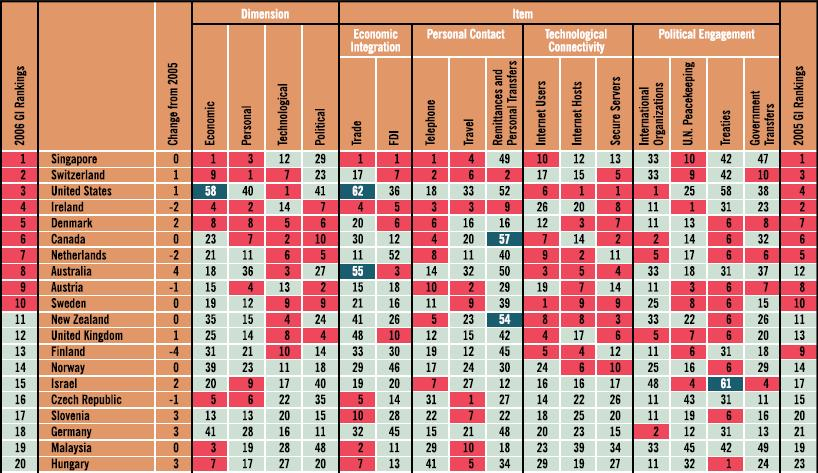 Dimension Item
Economic Integration Personal Contact Technological Connectivity Political Engagement
2006 GI Rankings Change from 2005 Economic Personal Technological Political Trade FDI Telephone Travel Remittances and Personal Transfers Internet Users Internet Hosts Secure Servers International Organizations U.N. Peacekeeping Treaties Government Transfers 2005 GI Rankings
1 Singapore 0 1 3 12 29 1 1 1 4 49 10 12 13 33 10 42 47 1
2 Switzerland 1 9 1 7 23 17 7 2 6 2 17 15 5 33 9 42 10 3
3 United States 1 58 40 1 41 62 36 18 33 52 6 1 1 1 25 58 38 4
4 Ireland -2 4 2 14 7 4 5 3 3 9 26 20 8 11 1 31 23 2
5 Denmark 2 8 8 5 6 20 6 6 16 16 12 3 7 11 13 6 8 7
6 Canada 0 23 7 2 10 30 12 4 20 57 7 14 2 2 14 6 32 6
7 Netherlands -2 21 11 6 5 11 52 8 11 40 9 2 11 5 17 6 6 5
8 Australia 4 18 36 3 27 55 3 14 32 50 3 5 4 33 18 31 37 12
9 Austria -1 15 4 13 2 15 18 10 2 29 19 7 14 11 3 6 7 8
10 Sweden 0 19 12 9 9 21 16 11 9 39 1 9 9 25 8 6 15 10
11 New Zealand 0 35 15 4 24 41 26 5 23 54 8 8 3 33 22 6 26 11
12 United Kingdom 1 25 14 8 4 48 10 12 15 42 4 17 6 5 7 6 20 13
13 Finland -4 31 21 10 14 33 30 19 12 45 5 4 12 11 6 31 18 9
14 Norway 0 39 23 11 18 29 46 17 24 30 24 6 10 25 16 6 29 14
15 Israel 2 20 9 17 40 19 20 7 27 12 16 16 17 48 4 61 4 17
16 Czech Republic -1 5 6 22 35 5 14 31 1 27 14 22 26 11 43 31 11 15
17 Slovenia 3 13 13 20 15 10 28 22 7 22 18 25 20 11 19 6 16 20
18 Germany 3 41 28 16 11 32 45 15 21 48 20 23 15 2 12 31 13 21
19 Malaysia 0 3 19 28 48 2 11 29 10 18 23 39 34 33 45 42 49 19
20 Hungary 3 7 17 27 20 7 13 41 5 34 29 19 27 11 32 1 24 23